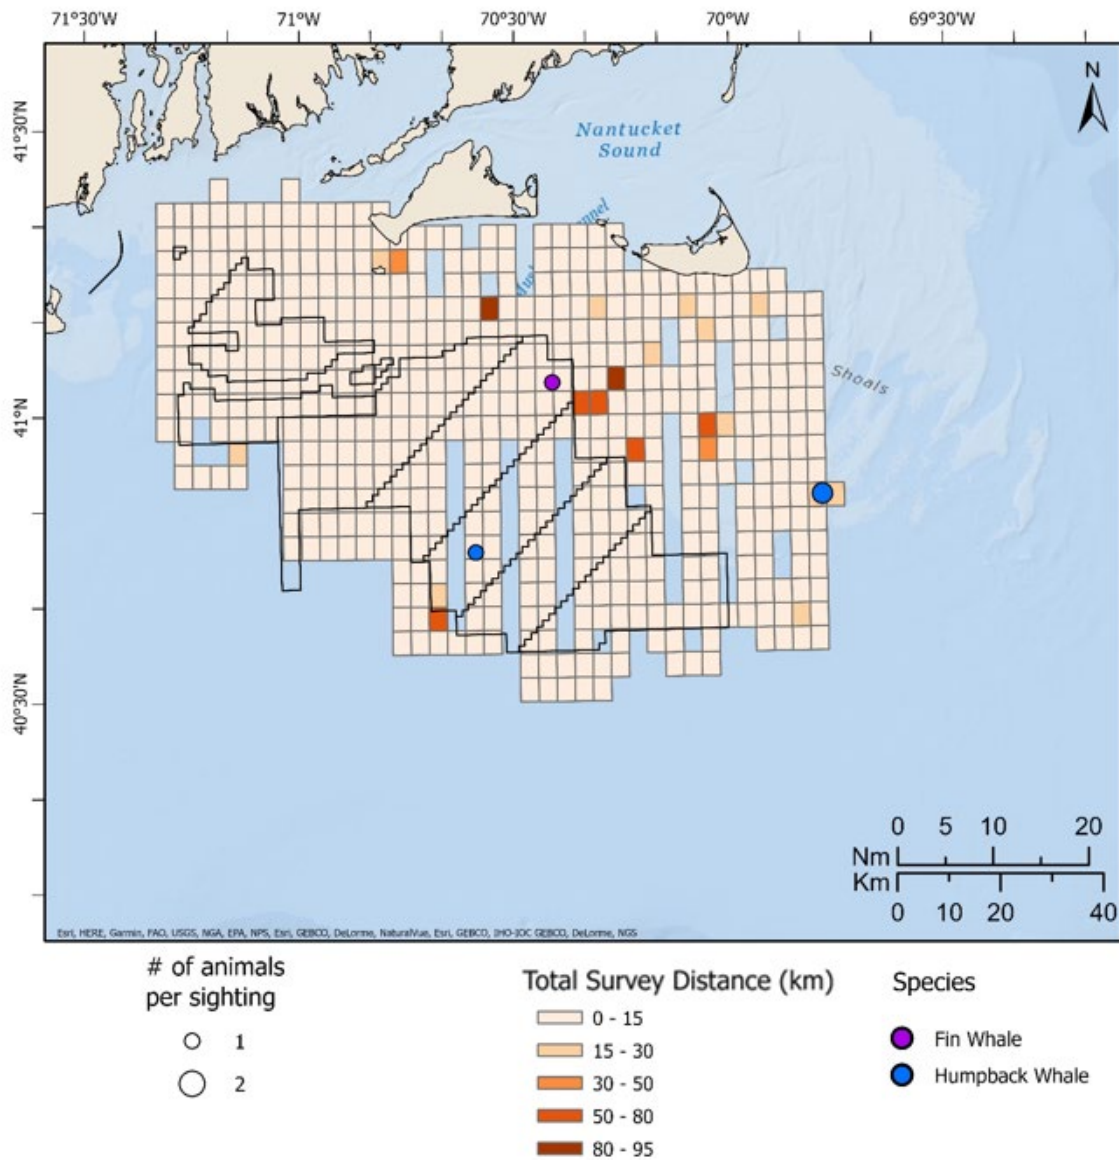 71°30'W 71°W 70°30'W 70°W 69°30'W
41°30'N
41°N
40°30'N
N
Nantucket
Sound
Shoals
0 5 10 20
Nm
Km
0 10 20 40
Esri, HERE, Garmin, FAO, USGS, NGA, EPA, NPS, Esri, GEBCO, DeLorme, NaturalVue, Esri, GEBCO, IHO-IOC GEBCO, DeLorme, NGS
# of animals
per sighting
1
2
Total Survey Distance (km)
0 - 15
15 - 30
30 - 50
50 - 80
80 - 95
Species
Fin Whale
Humpback Whale